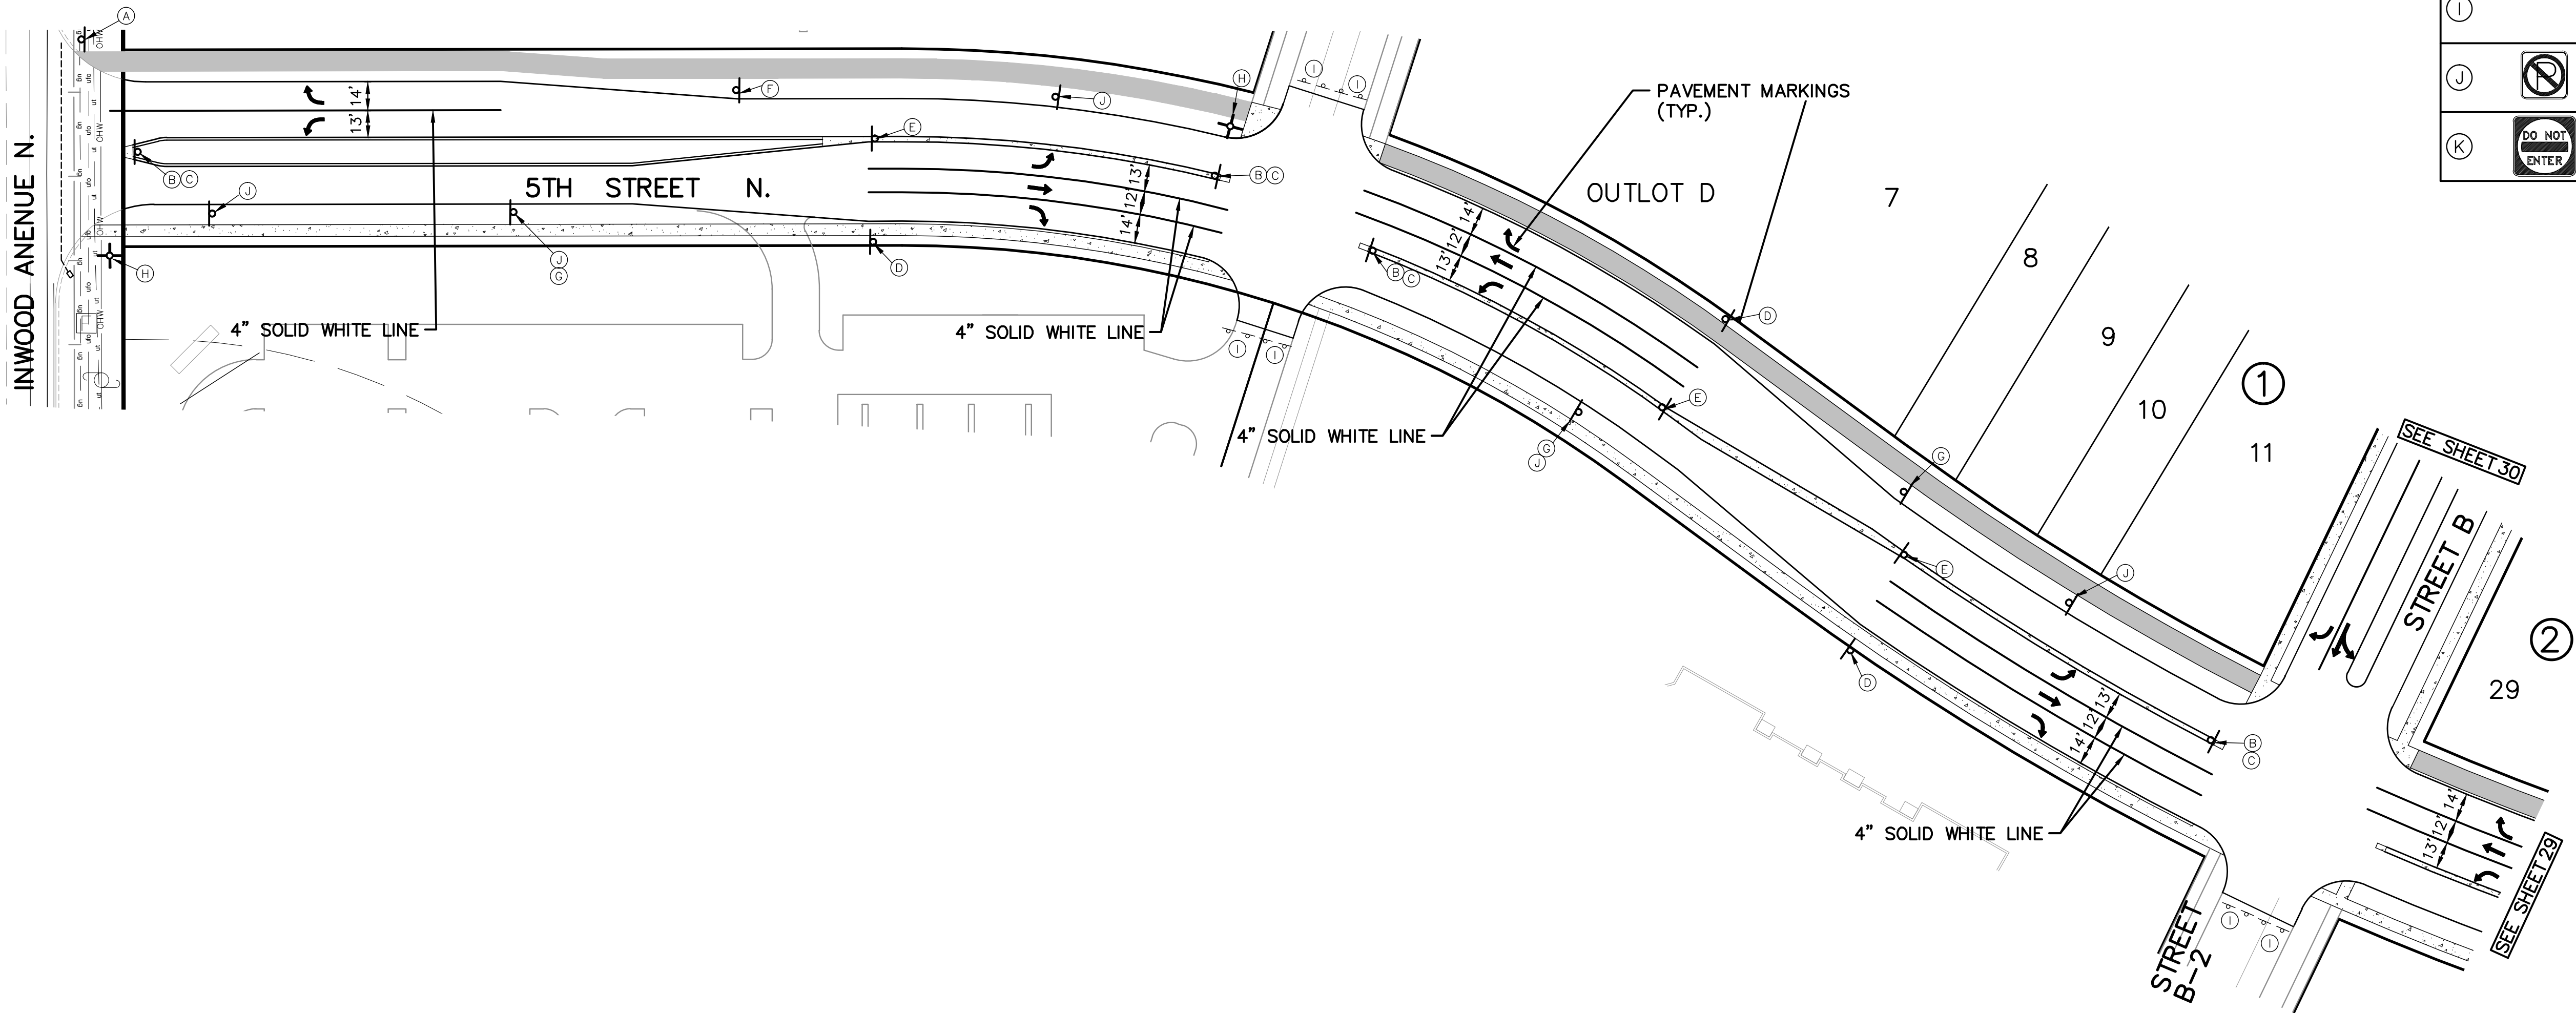 A
I
J
P
K
DO NOT
ENTER
INWOOD ANENUE N.
OHW
ufo
ut
14'
13'
F
J
H
I
I
PAVEMENT MARKINGS
(TYP.)
E
B C
B C
J
5TH STREET N.
13'
12'
14'
H
J
G
D
4" SOLID WHITE LINE
4" SOLID WHITE LINE
I
I
OUTLOT D
7
8
9
10
11
1
14'
12'
13'
B C
D
E
4" SOLID WHITE LINE
G
J
G
SEE SHEET 30
E
J
STREET B
2
29
D
13'
12'
14'
B
C
4" SOLID WHITE LINE
14'
12'
13'
SEE SHEET 29
STREET
B-2
I
I